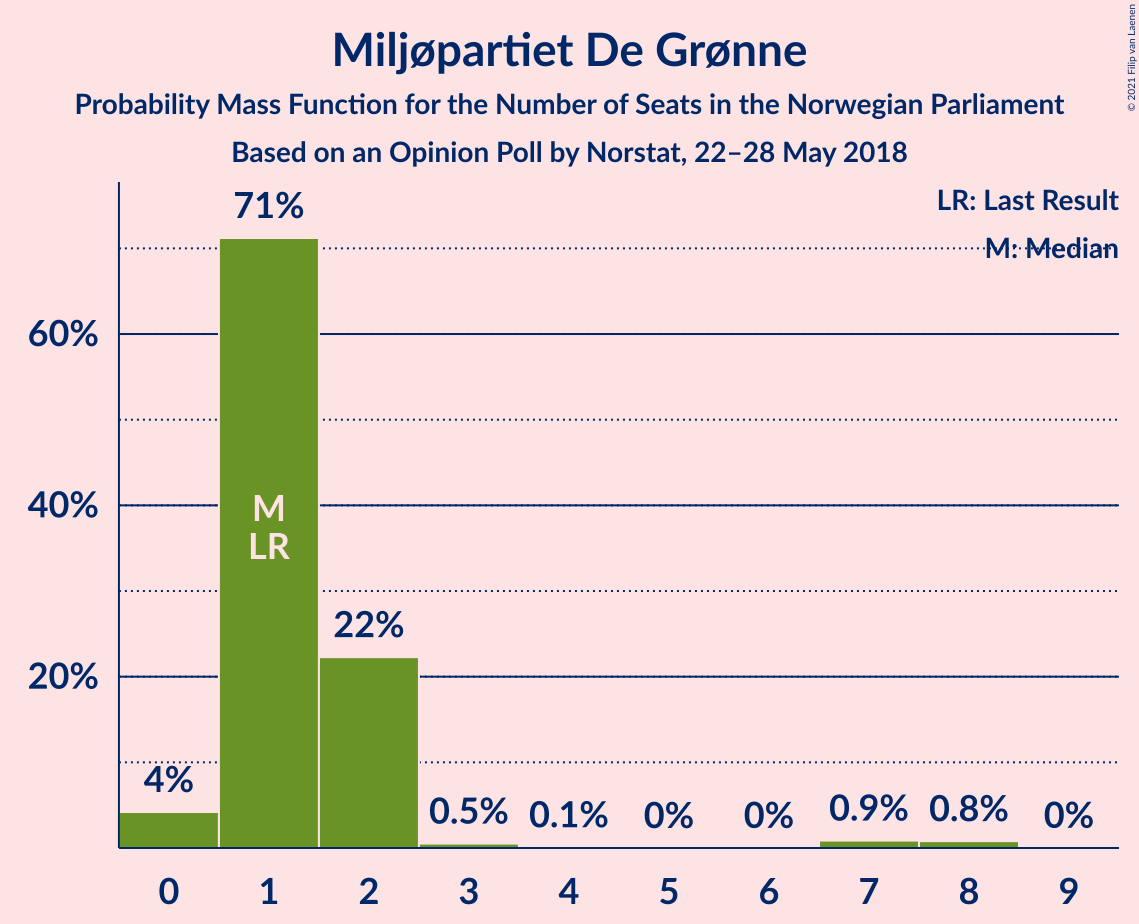 Miljøpartiet De Grønne
Probability Mass Function for the Number of Seats in the Norwegian Parliament
Based on an Opinion Poll by Norstat, 22–28 May 2018
© 2021 Filip van Laenen
LR: Last Result
M: Median
71%
60%
40%
20%
M
LR
22%
4%
0.5%
0.1%
0%
0%
0.9%
0.8%
0%
0 1 2 3 4 5 6 7 8 9